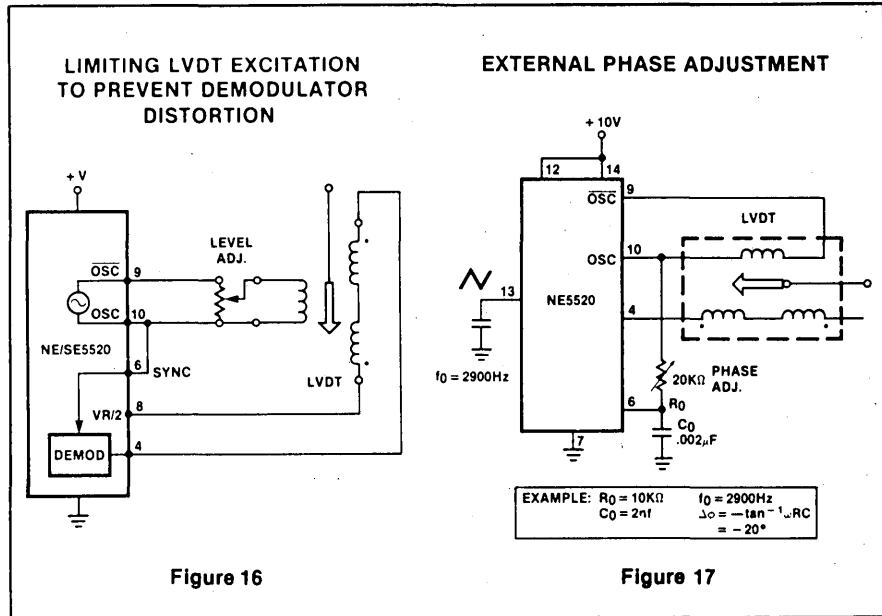 LIMITING LVDT EXCITATION
TO PREVENT DEMODULATOR
DISTORTION
+ V
LEVEL
ADJ.
OSC
9
OSC
10
NE/SE5520
6
SYNC
LVDT
VR/2
8
DEMOD
4
Figure 16
EXTERNAL PHASE ADJUSTMENT
+ 10V
12
14
9
OSC
LVDT
10
OSC
13
NE5520
4
f0 = 2900Hz
20KΩ
PHASE
ADJ.
6
R0
C0
.002μF
7
EXAMPLE: R0 = 10KΩ f0 = 2900Hz
C0 = 2nf Δo = —tan⁻¹ωRC
= - 20°
Figure 17